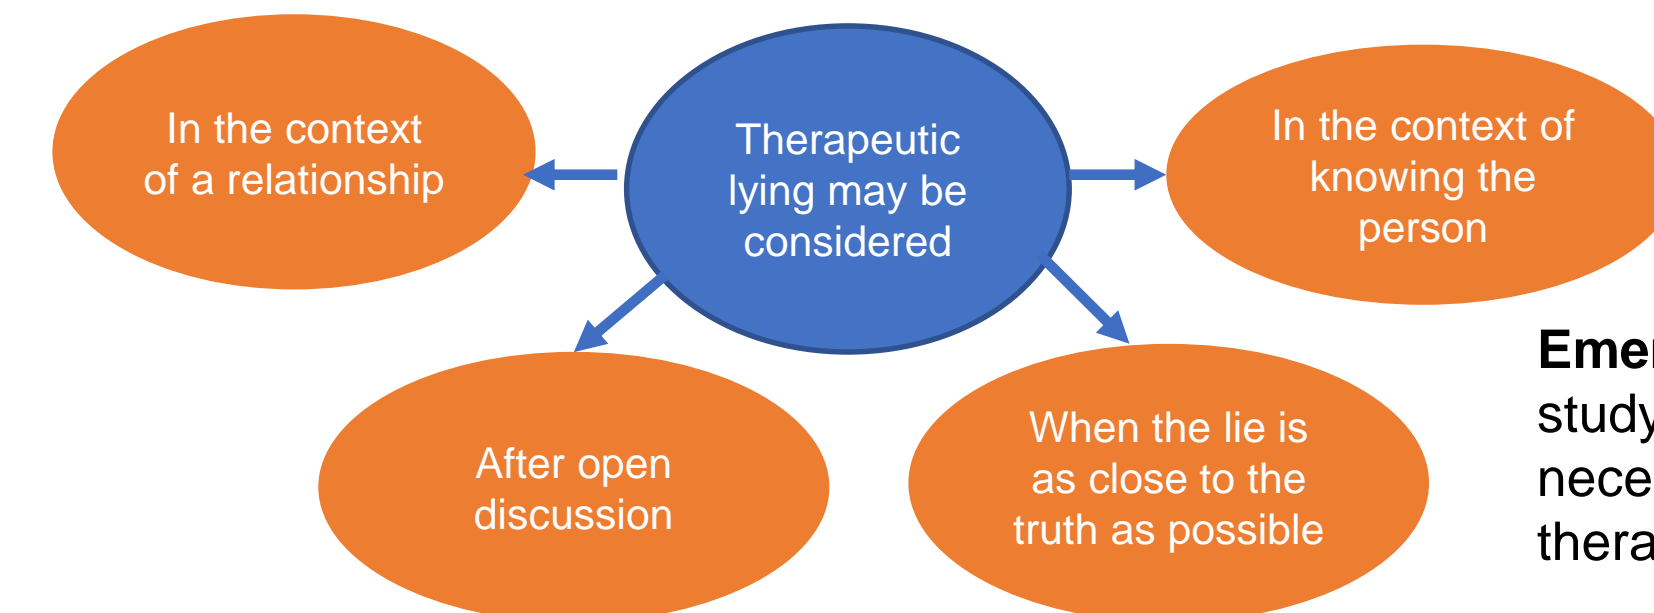 In the context
of a relationship
Therapeutic
lying may be
considered
In the context of
knowing the
person
After open
discussion
When the lie is
as close to the
truth as possible
study